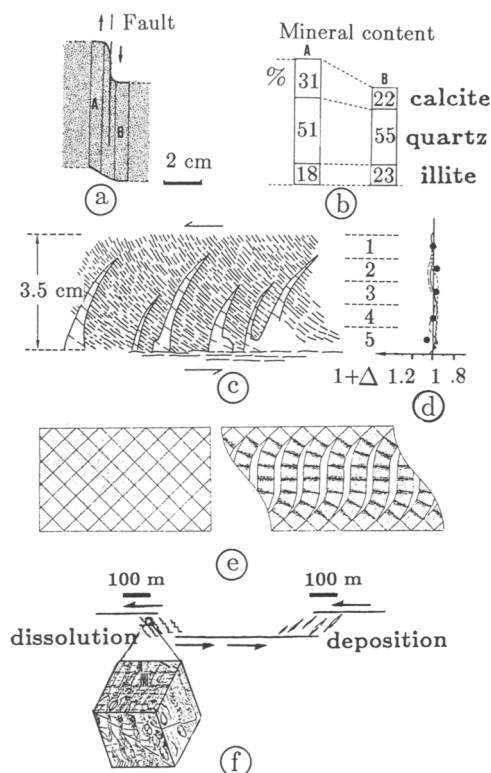 Fault
A
B
2 cm
a
Mineral content
%
A
B
31
22
calcite
51
55
quartz
18
23
illite
b
3.5 cm
c
1
2
3
4
5
1+Δ 1.2 1 .8
d
e
100 m
100 m
dissolution
deposition
f